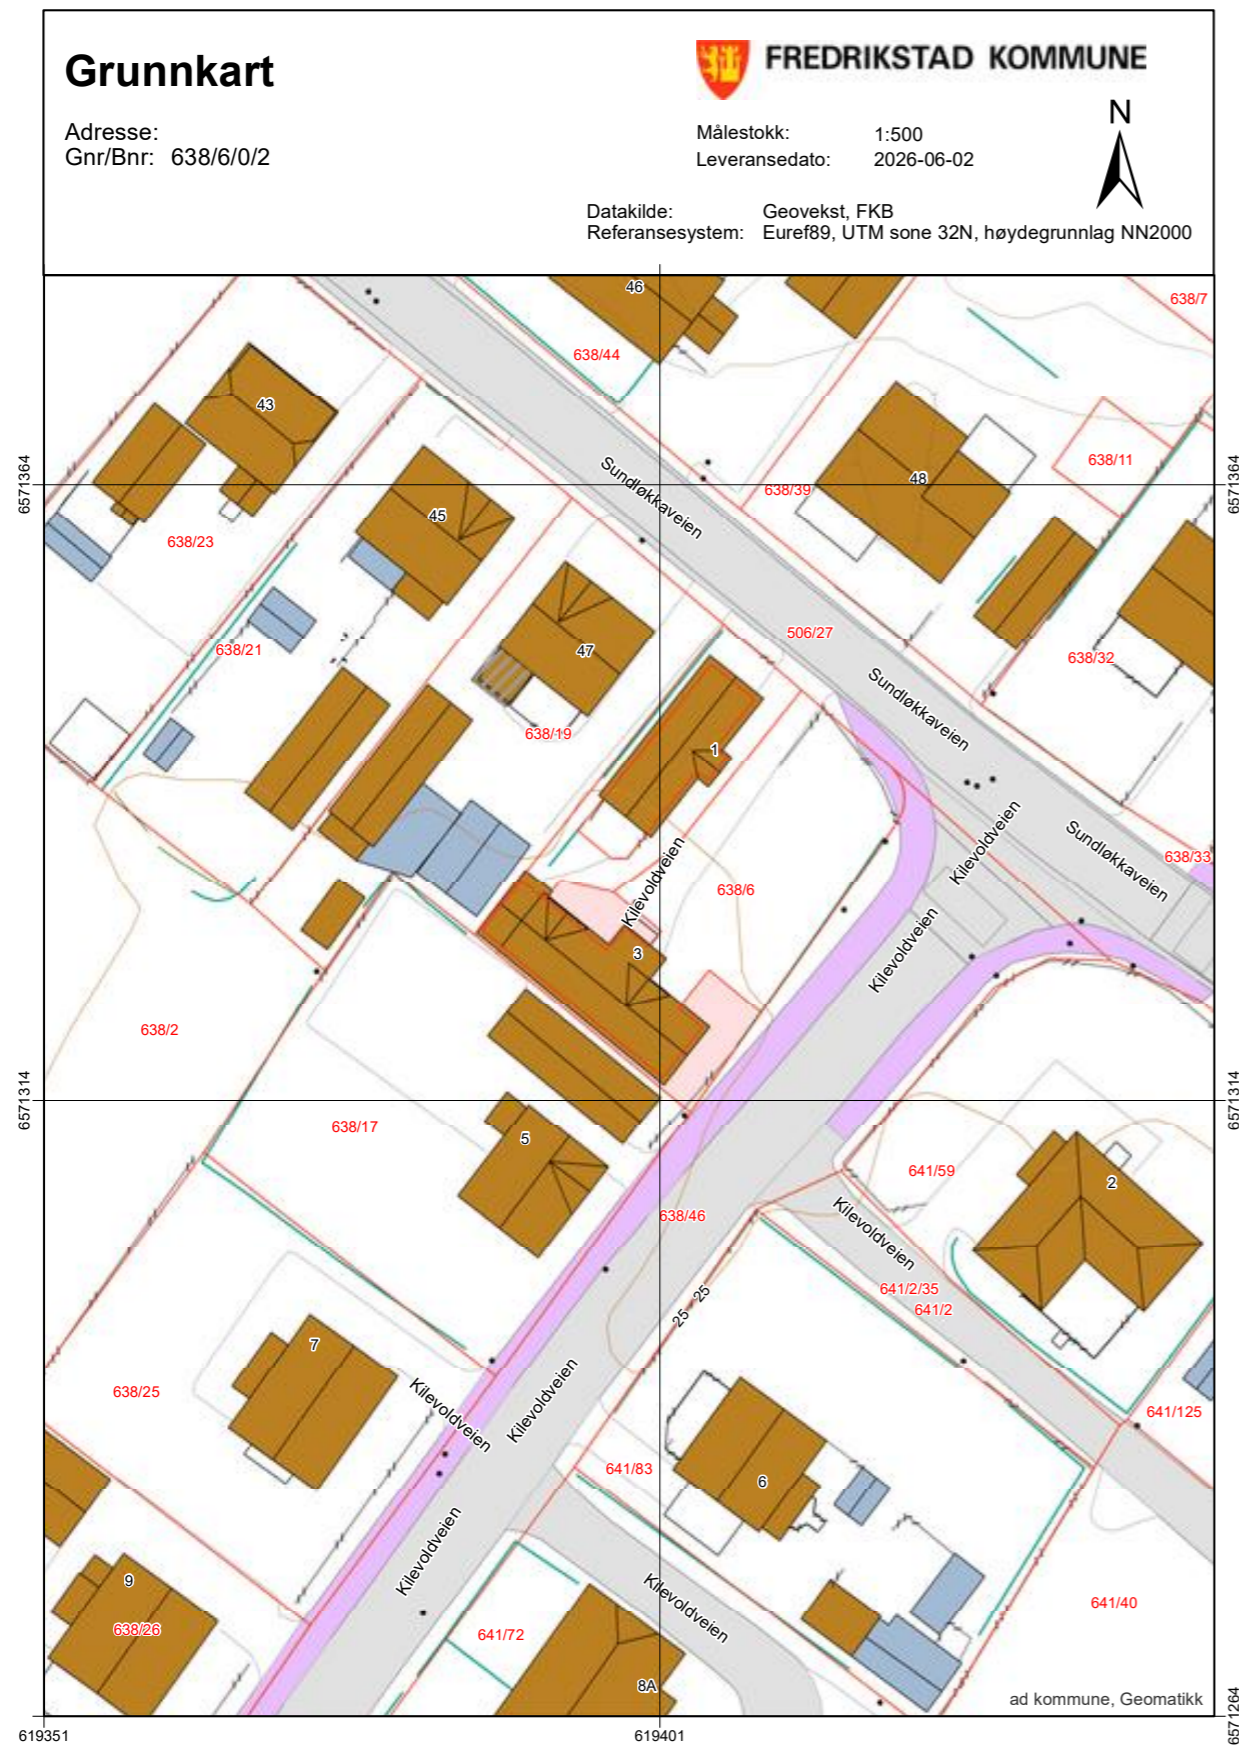 Grunnkart
FREDRIKSTAD KOMMUNE
Adresse:
Gnr/Bnr: 638/6/0/2
Målestokk: 1:500
Leveransedato: 2026-06-02
N
Datakilde: Geovekst, FKB
Referansesystem: Euref89, UTM sone 32N, høydegrunnlag NN2000
46
638/7
638/44
43
638/11
6571364
6571364
Sundløkkaveien
638/39
48
45
638/23
506/27
638/21
47
638/32
Sundløkkaveien
638/19
1
Kilevoldveien
Sundløkkaveien
638/33
Kilevoldveien
638/6
Kilevoldveien
3
638/2
6571314
6571314
638/17
5
641/59
2
638/46
Kilevoldveien
641/2/35
641/2
25
25
7
638/25
Kilevoldveien
Kilevoldveien
641/125
641/83
6
Kilevoldveien
9
638/26
Kilevoldveien
641/40
641/72
8A
ad kommune, Geomatikk
6571264
619351
619401